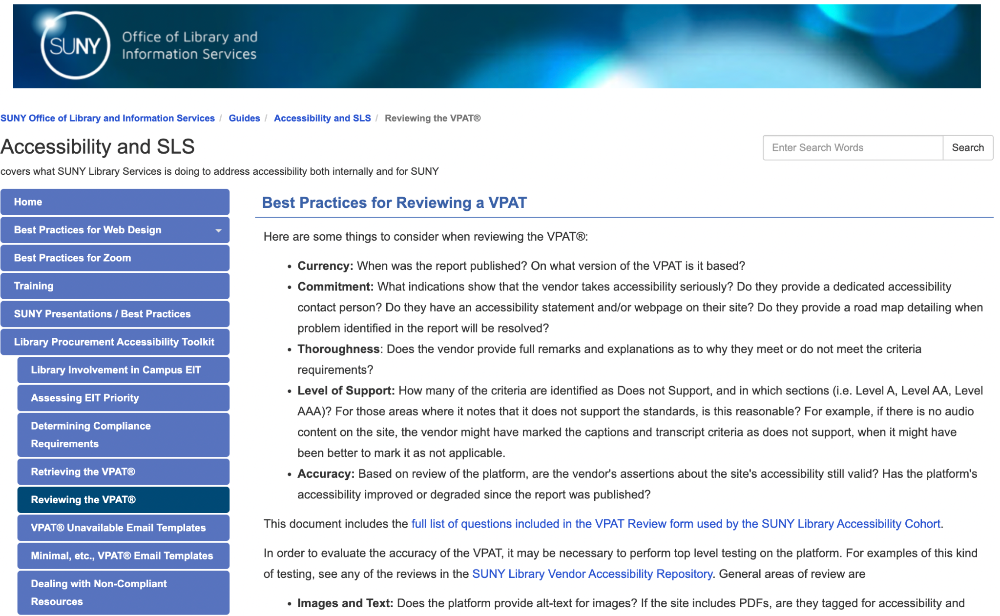 SUNY
Office of Library and
Information Services
SUNY Office of Library and Information Services / Guides / Accessibility and SLS / Reviewing the VPAT®
Accessibility and SLS
Enter Search Words
Search
covers what SUNY Library Services is doing to address accessibility both internally and for SUNY
Home
Best Practices for Web Design
Best Practices for Zoom
Training
SUNY Presentations / Best Practices
Library Procurement Accessibility Toolkit
Library Involvement in Campus EIT
Assessing EIT Priority
Determining Compliance
Requirements
Retrieving the VPAT®
Reviewing the VPAT®
VPAT® Unavailable Email Templates
Minimal, etc., VPAT® Email Templates
Dealing with Non-Compliant
Resources
Best Practices for Reviewing a VPAT
Here are some things to consider when reviewing the VPAT®:
• Currency: When was the report published? On what version of the VPAT is it based?
• Commitment: What indications show that the vendor takes accessibility seriously? Do they provide a dedicated accessibility
contact person? Do they have an accessibility statement and/or webpage on their site? Do they provide a road map detailing when
problem identified in the report will be resolved?
• Thoroughness: Does the vendor provide full remarks and explanations as to why they meet or do not meet the criteria
requirements?
• Level of Support: How many of the criteria are identified as Does not Support, and in which sections (i.e. Level A, Level AA, Level
AAA)? For those areas where it notes that it does not support the standards, is this reasonable? For example, if there is no audio
content on the site, the vendor might have marked the captions and transcript criteria as does not support, when it might have
been better to mark it as not applicable.
• Accuracy: Based on review of the platform, are the vendor's assertions about the site's accessibility still valid? Has the platform's
accessibility improved or degraded since the report was published?
This document includes the full list of questions included in the VPAT Review form used by the SUNY Library Accessibility Cohort.
In order to evaluate the accuracy of the VPAT, it may be necessary to perform top level testing on the platform. For examples of this kind
of testing, see any of the reviews in the SUNY Library Vendor Accessibility Repository. General areas of review are
• Images and Text: Does the platform provide alt-text for images? If the site includes PDFs, are they tagged for accessibility and